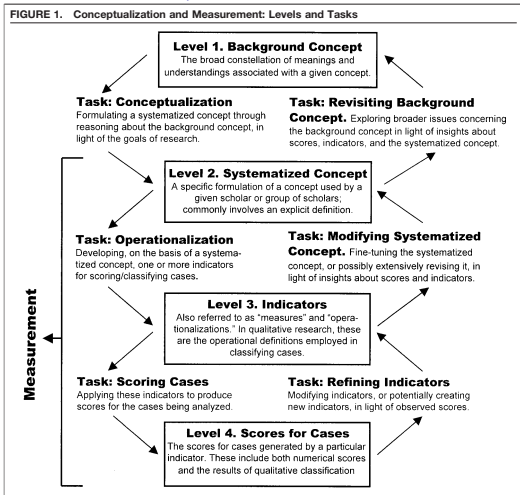 FIGURE 1. Conceptualization and Measurement: Levels and Tasks
Level 1. Background Concept
The broad constellation of meanings and
understandings associated with a given concept.
Task: Conceptualization
Formulating a systematized concept through
reasoning about the background concept, in
light of the goals of research.
Task: Revisiting Background
Concept. Exploring broader issues concerning
the background concept in light of insights about
scores, indicators, and the systematized concept.
Level 2. Systematized Concept
A specific formulation of a concept used by a
given scholar or group of scholars;
commonly involves an explicit definition.
Task: Operationalization
Developing, on the basis of a systema-
tized concept, one or more indicators
for scoring/classifying cases.
Task: Modifying Systematized
Concept. Fine-tuning the systematized
concept, or possibly extensively revising it, in
light of insights about scores and indicators.
Level 3. Indicators
Also referred to as "measures" and "opera-
tionalizations." In qualitative research, these
are the operational definitions employed in
classifying cases.
Measurement
Task: Scoring Cases
Applying these indicators to produce
scores for the cases being analyzed.
Task: Refining Indicators
Modifying indicators, or potentially creating
new indicators, in light of observed scores.
Level 4. Scores for Cases
The scores for cases generated by a particular
indicator. These include both numerical scores
and the results of qualitative classification